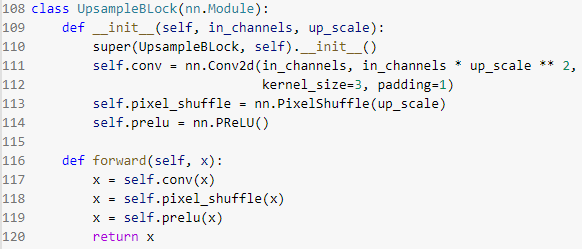 108 class UpsampleBLock(nn.Module):
109     def __init__(self, in_channels, up_scale):
110         super(UpsampleBLock, self).__init__()
111         self.conv = nn.Conv2d(in_channels, in_channels * up_scale ** 2,
112                               kernel_size=3, padding=1)
113         self.pixel_shuffle = nn.PixelShuffle(up_scale)
114         self.prelu = nn.PReLU()
115
116     def forward(self, x):
117         x = self.conv(x)
118         x = self.pixel_shuffle(x)
119         x = self.prelu(x)
120         return x